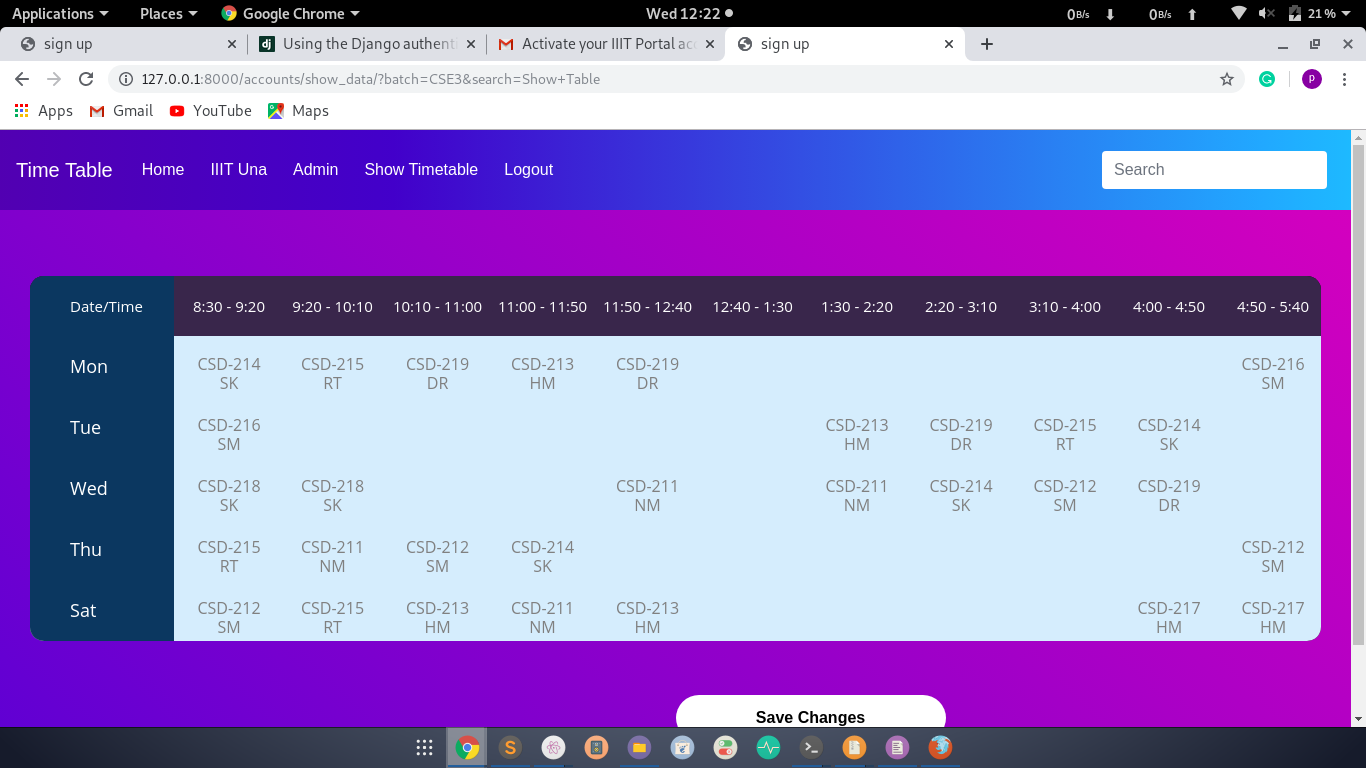 Applications Places Google Chrome Wed 12:22 0B/s 0B/s 21 %
sign up Using the Django authenti Activate your IIIT Portal acc sign up
127.0.0.1:8000/accounts/show_data/?batch=CSE3&search=Show+Table p
Apps Gmail YouTube Maps
Time Table Home IIIT Una Admin Show Timetable Logout Search
Date/Time 8:30 - 9:20 9:20 - 10:10 10:10 - 11:00 11:00 - 11:50 11:50 - 12:40 12:40 - 1:30 1:30 - 2:20 2:20 - 3:10 3:10 - 4:00 4:00 - 4:50 4:50 - 5:40
Mon CSD-214 CSD-215 CSD-219 CSD-213 CSD-219 CSD-216
SK RT DR HM DR SM
Tue CSD-216 CSD-213 CSD-219 CSD-215 CSD-214
SM HM DR RT SK
Wed CSD-218 CSD-218 CSD-211 CSD-211 CSD-214 CSD-212 CSD-219
SK SK NM NM SK SM DR
Thu CSD-215 CSD-211 CSD-212 CSD-214 CSD-212
RT NM SM SK SM
Sat CSD-212 CSD-215 CSD-213 CSD-211 CSD-213 CSD-217 CSD-217
SM RT HM NM HM HM HM
Save Changes